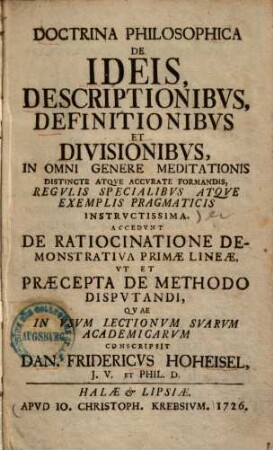 DOCTRINA PHILOSOPHICA
DE
IDEIS,
DESCRIPTIONIBVS,
DEFINITIONIBVS
ET
DIVISIONIBVS,
IN OMNI GENERE MEDITATIONIS
DISTINCTE ATQVE ACCVRATE FORMANDIS,
REGVLIS SPECIALIBVS ATQVE
EXEMPLIS PRAGMATICIS
INSTRVCTISSIMA.
ACCEDVNT
DE RATIOCINATIONE DE-
MONSTRATIVA PRIMÆ LINEÆ,
VT ET
PRÆCEPTA DE METHODO
DISPVTANDI,
QVAE
IN VSVM LECTIONVM SVARVM
ACADEMICARVM
CONSCRIPSIT
DAN. FRIDERICVS HOHEISEL,
J. V. ET PHIL. D.
HALÆ & LIPSIÆ,
APVD IO. CHRISTOPH. KREBSIVM. 1726.
AUGSBURG.